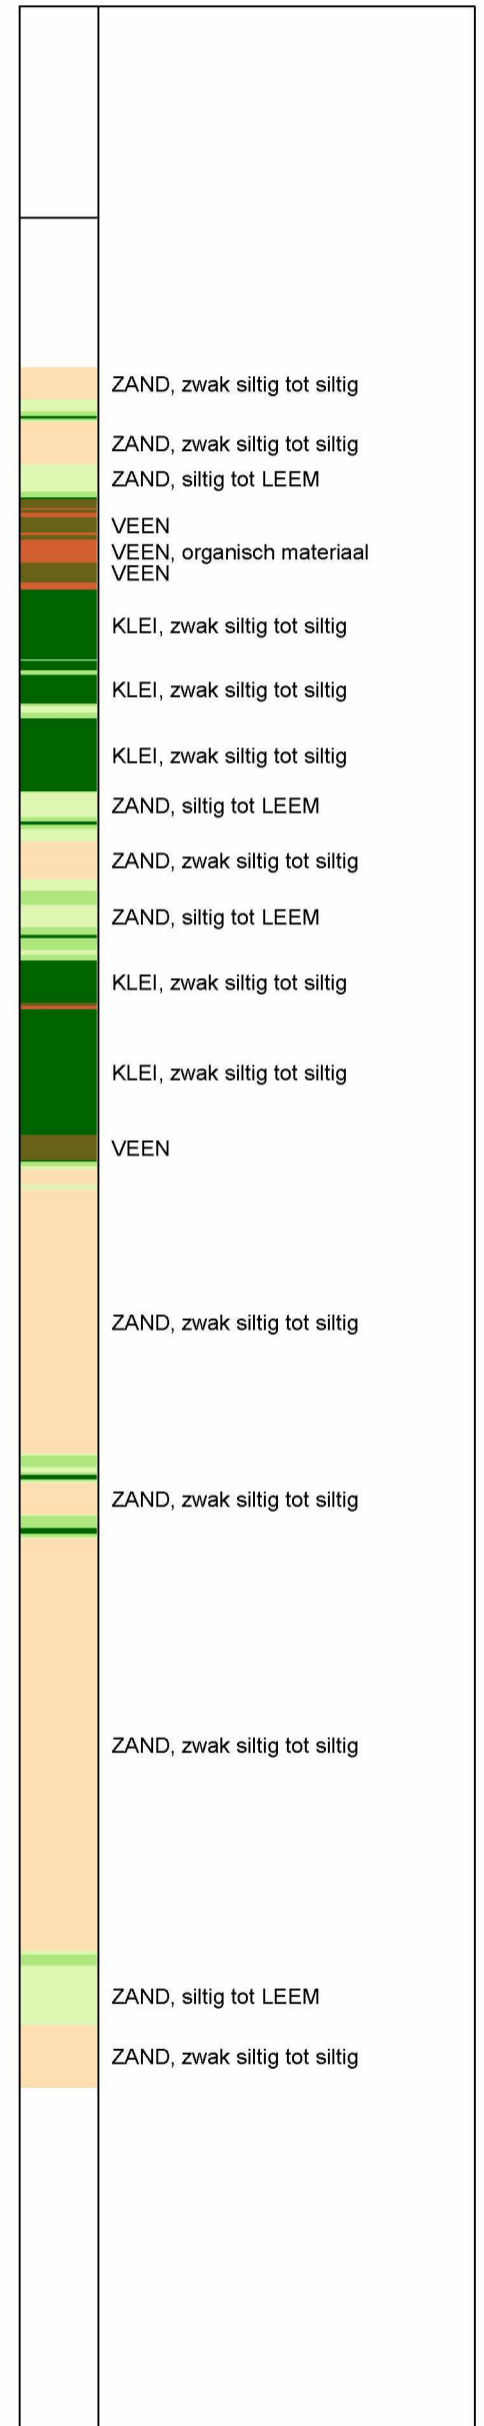 ZAND, zwak siltig tot siltig
ZAND, zwak siltig tot siltig
ZAND, siltig tot LEEM
VEEN
VEEN, organisch materiaal
VEEN
KLEI, zwak siltig tot siltig
KLEI, zwak siltig tot siltig
KLEI, zwak siltig tot siltig
ZAND, siltig tot LEEM
ZAND, zwak siltig tot siltig
ZAND, siltig tot LEEM
KLEI, zwak siltig tot siltig
KLEI, zwak siltig tot siltig
VEEN
ZAND, zwak siltig tot siltig
ZAND, zwak siltig tot siltig
ZAND, zwak siltig tot siltig
ZAND, siltig tot LEEM
ZAND, zwak siltig tot siltig